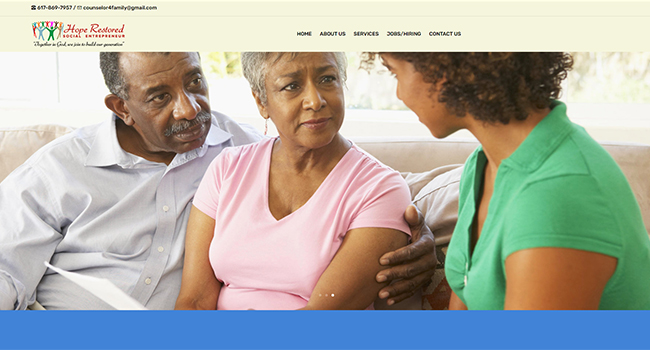 617-869-7957 / counselor4family@gmail.com
Hope Restored
SOCIAL ENTREPRENEUR
"Together in God, we join to build our generation"
HOME ABOUT US SERVICES JOBS/HIRING CONTACT US